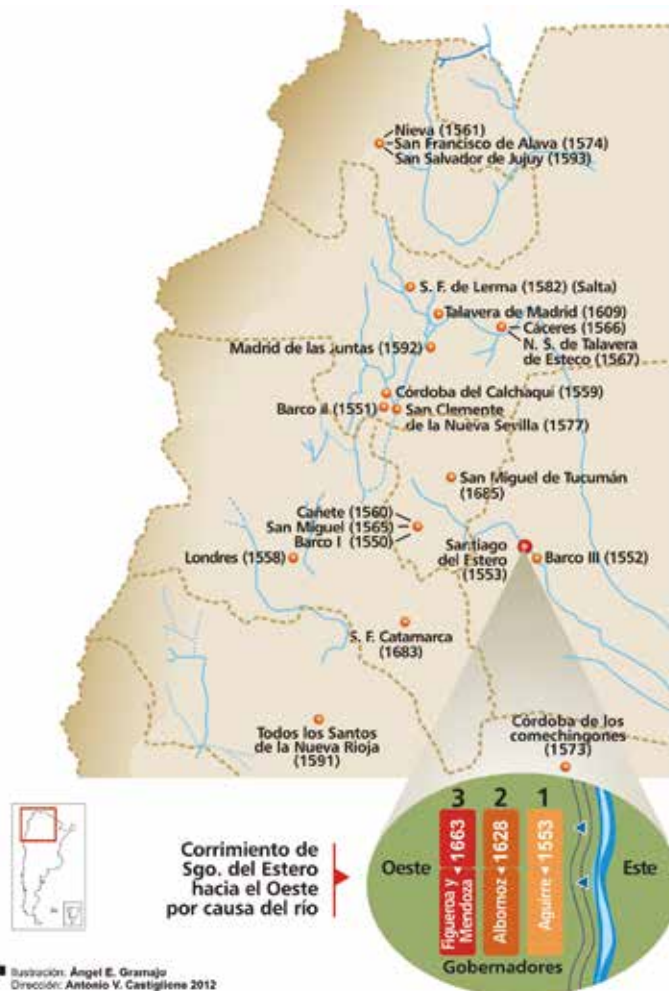 Nieva (1561)
San Francisco de Alava (1574)
San Salvador de Jujuy (1593)
S. F. de Lerma (1582) (Salta)
Talavera de Madrid (1609)
Cáceres (1566)
N. S. de Talavera
de Esteco (1567)
Madrid de las Juntas (1592)
Córdoba del Calchaquí (1559)
Barco II (1551)
San Clemente
de la Nueva Sevilla (1577)
San Miguel de Tucumán
(1685)
Cañete (1560)
San Miguel (1565)
Barco I (1550)
Londres (1558)
Santiago
del Estero
(1553)
Barco III (1552)
S. F. Catamarca
(1683)
Todos los Santos
de la Nueva Rioja
(1591)
Córdoba de los
comechingones
(1573)
Corrimiento de
Sgo. del Estero
hacia el Oeste
por causa del río
Oeste
3
2
1
Figueroa y
Mendoza ◂ 1663
Albornoz ◂ 1628
Aguirre ◂ 1553
Este
Gobernadores
Ilustración: Ángel E. Gramajo
Dirección: Antonio V. Castiglione 2012